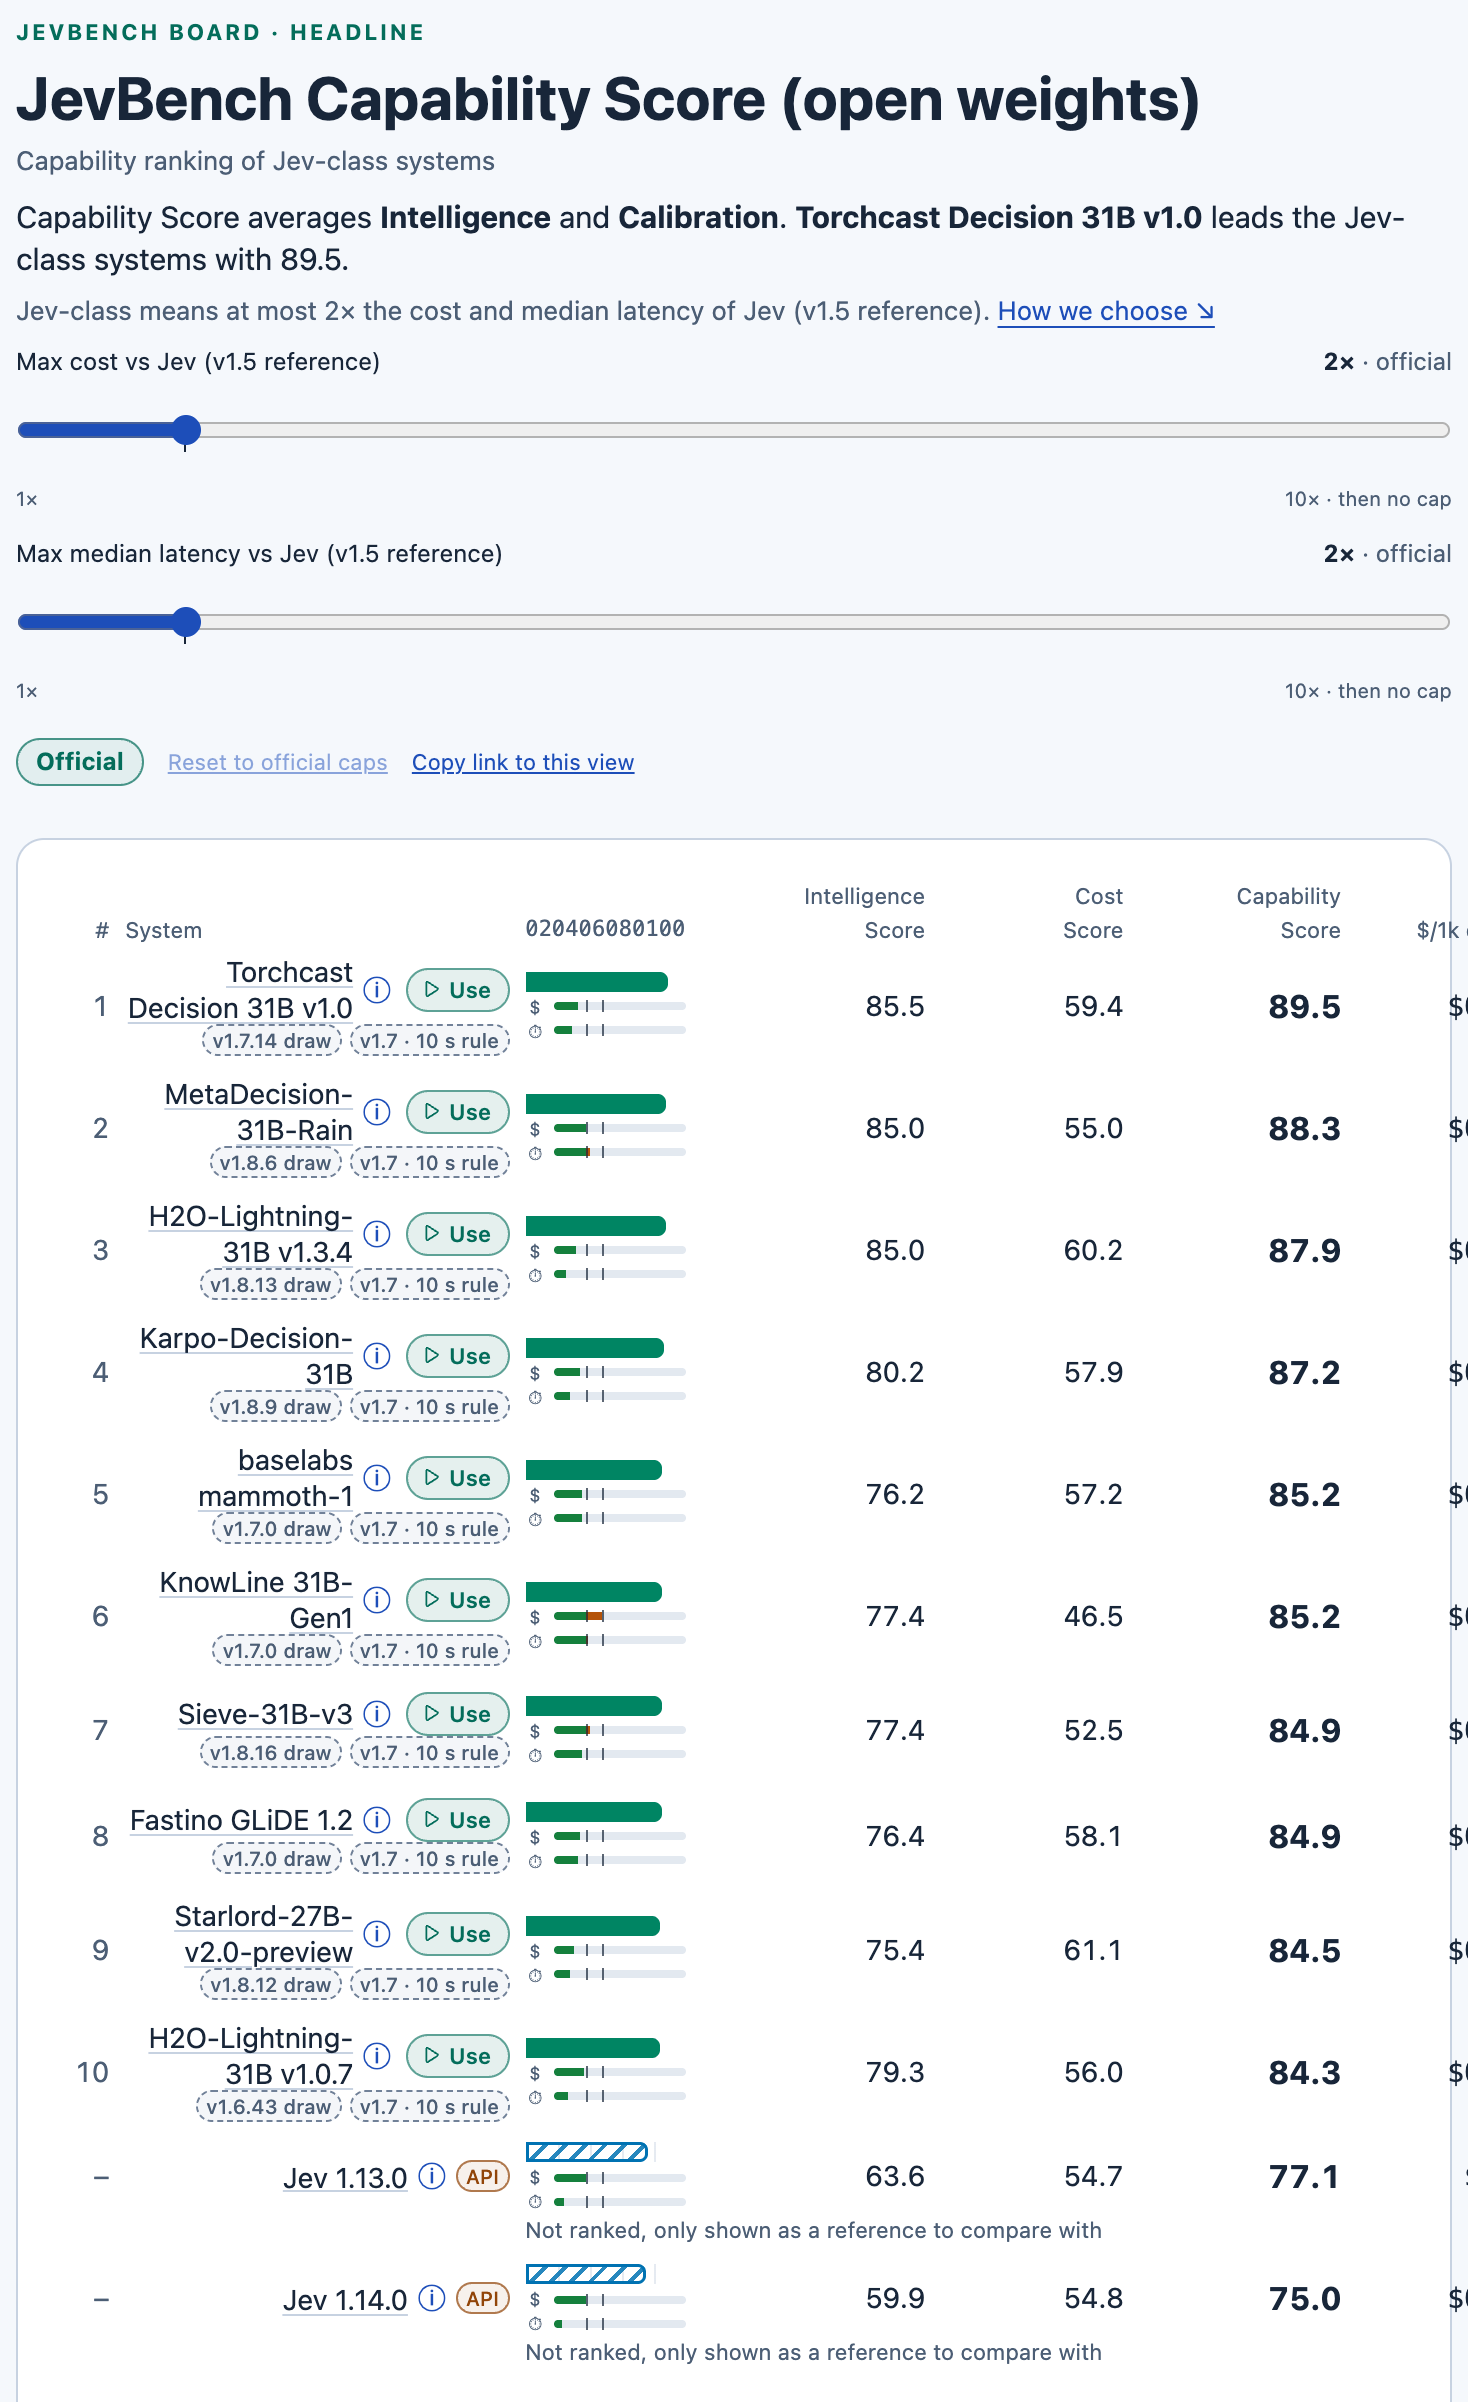 JEVBENCH BOARD · HEADLINE
JevBench Capability Score (open weights)
Capability ranking of Jev-class systems
Capability Score averages Intelligence and Calibration. Torchcast Decision 31B v1.0 leads the Jev-
class systems with 89.5.
Jev-class means at most 2× the cost and median latency of Jev (v1.5 reference). How we choose ↘
Max cost vs Jev (v1.5 reference) 2× · official
1× 10× · then no cap
Max median latency vs Jev (v1.5 reference) 2× · official
1× 10× · then no cap
Official Reset to official caps Copy link to this view
Intelligence Cost Capability
# System 020406080100 Score Score Score $/1k
Torchcast
1 Decision 31B v1.0 ⓘ Use $ 85.5 59.4 89.5
v1.7.14 draw v1.7 · 10 s rule
MetaDecision-
2 31B-Rain ⓘ Use $ 85.0 55.0 88.3
v1.8.6 draw v1.7 · 10 s rule
H2O-Lightning-
3 31B v1.3.4 ⓘ Use $ 85.0 60.2 87.9
v1.8.13 draw v1.7 · 10 s rule
Karpo-Decision-
4 31B ⓘ Use $ 80.2 57.9 87.2
v1.8.9 draw v1.7 · 10 s rule
baselabs
5 mammoth-1 ⓘ Use $ 76.2 57.2 85.2
v1.7.0 draw v1.7 · 10 s rule
KnowLine 31B-
6 Gen1 ⓘ Use $ 77.4 46.5 85.2
v1.7.0 draw v1.7 · 10 s rule
7 Sieve-31B-v3 ⓘ Use $ 77.4 52.5 84.9
v1.8.16 draw v1.7 · 10 s rule
8 Fastino GLiDE 1.2 ⓘ Use $ 76.4 58.1 84.9
v1.7.0 draw v1.7 · 10 s rule
Starlord-27B-
9 v2.0-preview ⓘ Use $ 75.4 61.1 84.5
v1.8.12 draw v1.7 · 10 s rule
H2O-Lightning-
10 31B v1.0.7 ⓘ Use $ 79.3 56.0 84.3
v1.6.43 draw v1.7 · 10 s rule
– Jev 1.13.0 ⓘ API $ 63.6 54.7 77.1
Not ranked, only shown as a reference to compare with
– Jev 1.14.0 ⓘ API $ 59.9 54.8 75.0
Not ranked, only shown as a reference to compare with